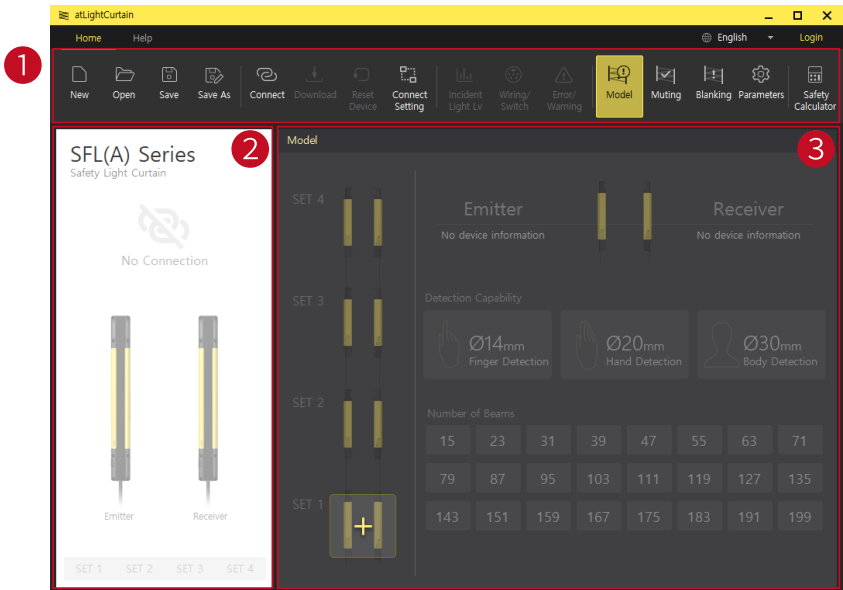 atLightCurtain
Home Help English Login
1
New Open Save Save As Connect Download Reset Device Connect Setting Incident Light Lv Wiring/ Switch Error/ Warning Model Muting Blanking Parameters Safety Calculator
SFL(A) Series
2
Safety Light Curtain
No Connection
Emitter Receiver
SET 1 SET 2 SET 3 SET 4
Model
3
SET 4
SET 3
SET 2
SET 1
+
Emitter Receiver
No device information No device information
Detection Capability
Ø14mm Ø20mm Ø30mm
Finger Detection Hand Detection Body Detection
Number of Beams
15 23 31 39 47 55 63 71
79 87 95 103 111 119 127 135
143 151 159 167 175 183 191 199